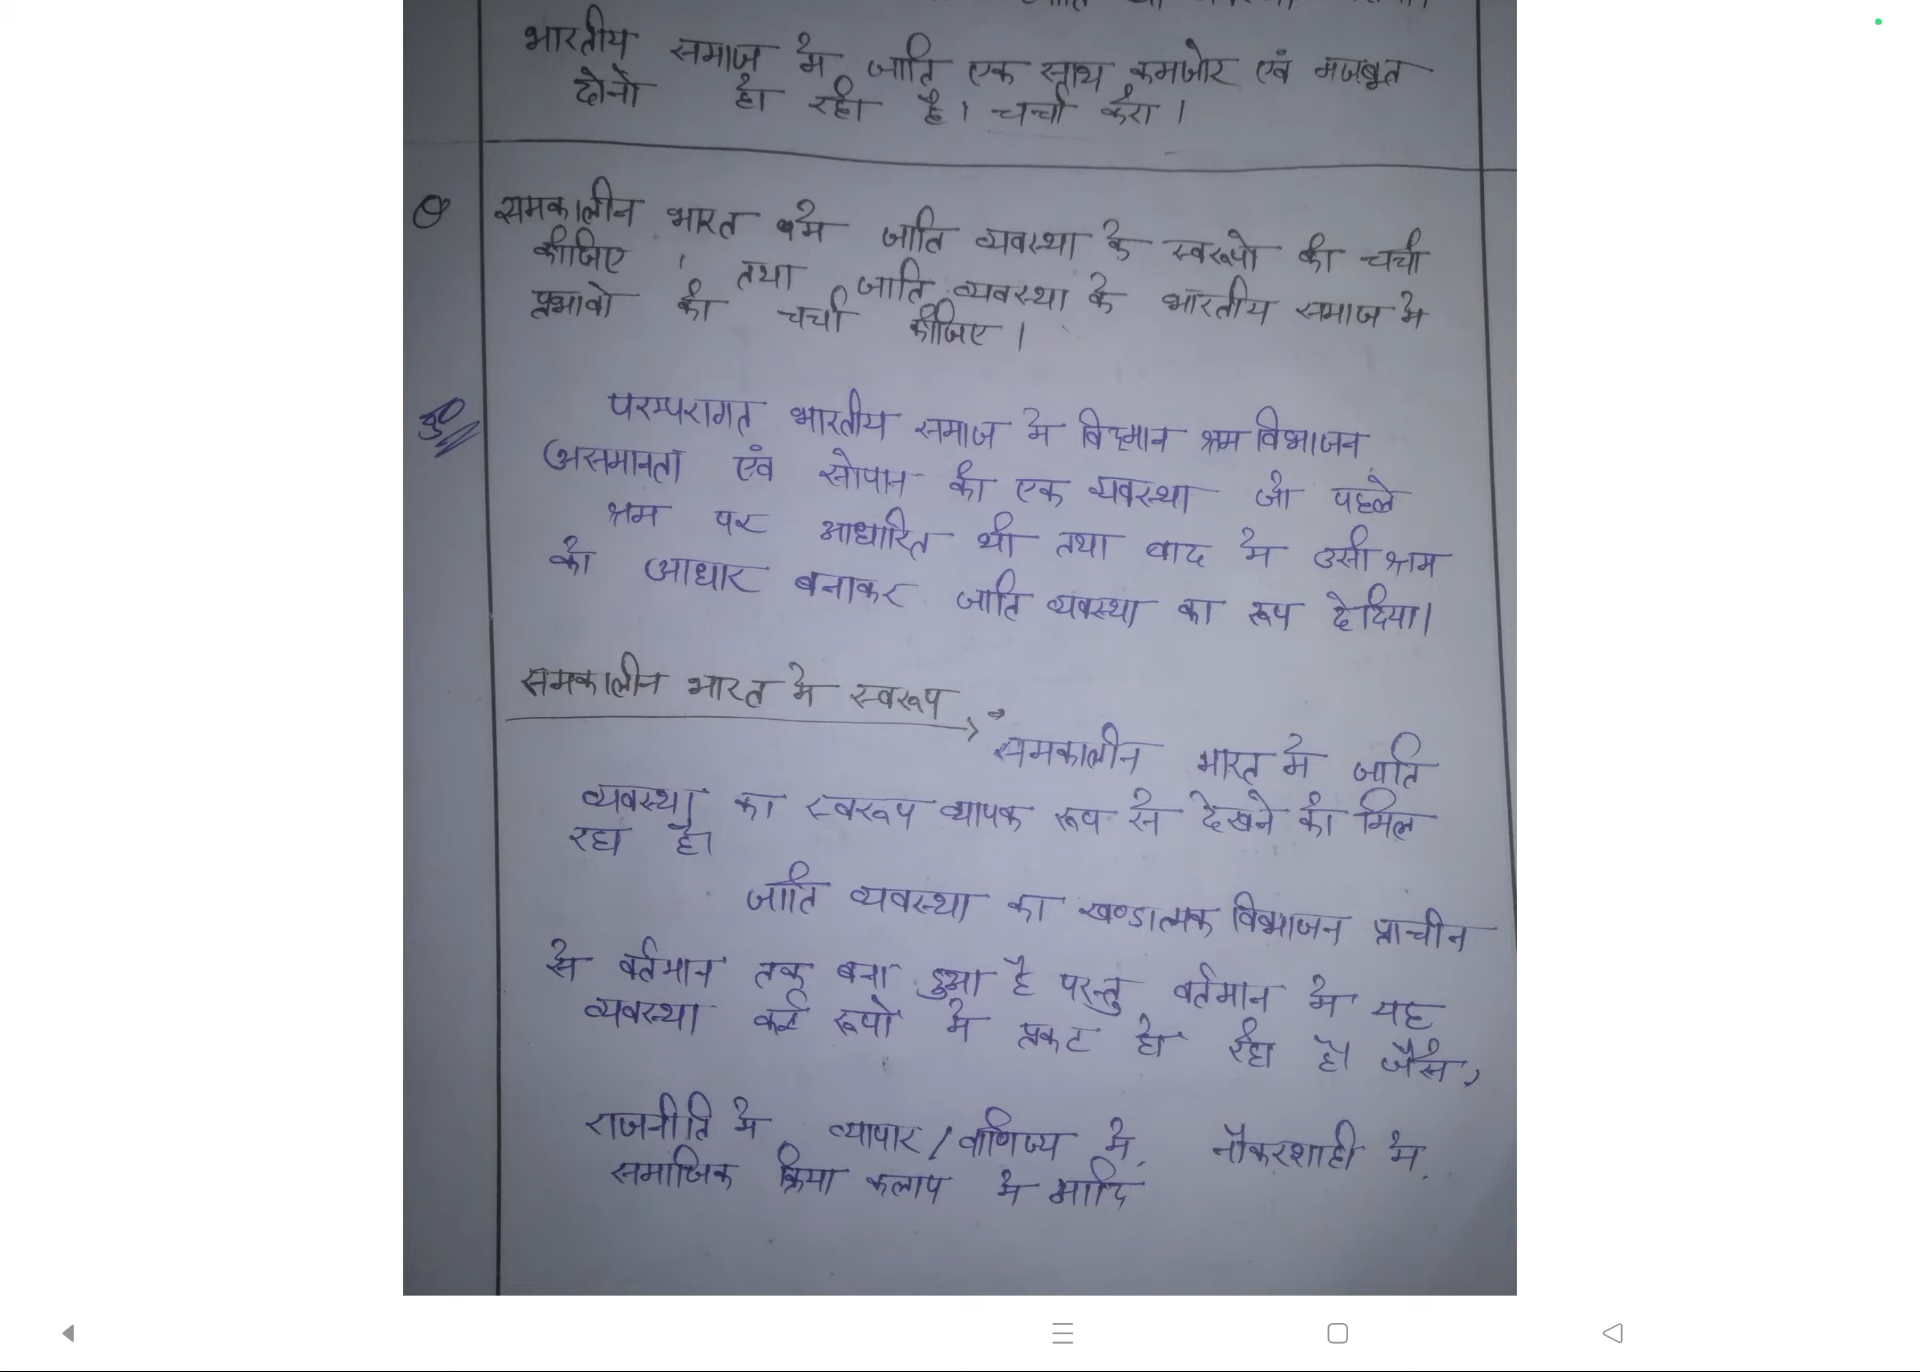 भारतीय समाज मे जाति एक साथ कमजोर एवं मजबूत
दोनो हो रही है। चर्चा करो।
Q समकालीन भारत मे जाति व्यवस्था के स्वरूपो की चर्चा
कीजिए। तथा जाति व्यवस्था के भारतीय समाज मे
प्रभावो की चर्चा कीजिए।
उ० परम्परागत भारतीय समाज मे विद्मान श्रम विभाजन
असमानता एवं सोपान की एक व्यवस्था जो पहले
श्रम पर आधारित थी तथा बाद मे उसी श्रम
को आधार बनाकर जाति व्यवस्था का रूप दे दिया।
समकालीन भारत मे स्वरूप →
समकालीन भारत मे जाति
व्यवस्था का स्वरूप व्यापक रूप से देखने को मिल
रहा है।
जाति व्यवस्था का खण्डात्मक विभाजन प्राचीन
से वर्तमान तक बना हुआ है परन्तु वर्तमान मे यह
व्यवस्था कई रूपो मे प्रकट हो रहा है। जैसे,
राजनीति मे, व्यापार/वाणिज्य मे, नौकरशाही मे,
समाजिक क्रिया कलाप मे आदि